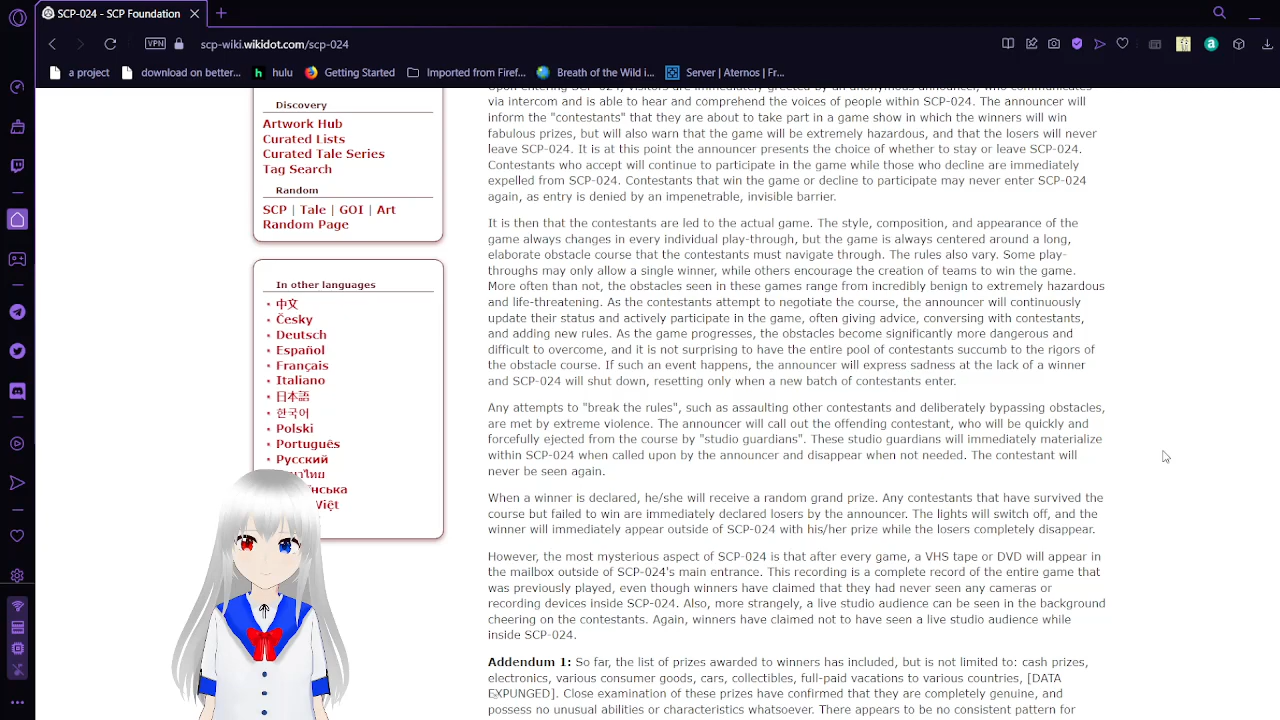 SCP-024 - SCP Foundation
VPN
scp-wiki.wikidot.com/scp-024
a project
download on better...
hulu
Getting Started
Imported from Firef...
Breath of the Wild i...
Server | Aternos | Fr...
Discovery
Artwork Hub
Curated Lists
Curated Tale Series
Tag Search
Random
SCP | Tale | GOI | Art
Random Page
In other languages
中文
Česky
Deutsch
Español
Français
Italiano
日本語
한국어
Polski
Português
Русский
Việt
via intercom and is able to hear and comprehend the voices of people within SCP-024. The announcer will
inform the "contestants" that they are about to take part in a game show in which the winners will win
fabulous prizes, but will also warn that the game will be extremely hazardous, and that the losers will never
leave SCP-024. It is at this point the announcer presents the choice of whether to stay or leave SCP-024.
Contestants who accept will continue to participate in the game while those who decline are immediately
expelled from SCP-024. Contestants that win the game or decline to participate may never enter SCP-024
again, as entry is denied by an impenetrable, invisible barrier.
It is then that the contestants are led to the actual game. The style, composition, and appearance of the
game always changes in every individual play-through, but the game is always centered around a long,
elaborate obstacle course that the contestants must navigate through. The rules also vary. Some play-
throughs may only allow a single winner, while others encourage the creation of teams to win the game.
More often than not, the obstacles seen in these games range from incredibly benign to extremely hazardous
and life-threatening. As the contestants attempt to negotiate the course, the announcer will continuously
update their status and actively participate in the game, often giving advice, conversing with contestants,
and adding new rules. As the game progresses, the obstacles become significantly more dangerous and
difficult to overcome, and it is not surprising to have the entire pool of contestants succumb to the rigors of
the obstacle course. If such an event happens, the announcer will express sadness at the lack of a winner
and SCP-024 will shut down, resetting only when a new batch of contestants enter.
Any attempts to "break the rules", such as assaulting other contestants and deliberately bypassing obstacles,
are met by extreme violence. The announcer will call out the offending contestant, who will be quickly and
forcefully ejected from the course by "studio guardians". These studio guardians will immediately materialize
within SCP-024 when called upon by the announcer and disappear when not needed. The contestant will
never be seen again.
When a winner is declared, he/she will receive a random grand prize. Any contestants that have survived the
course but failed to win are immediately declared losers by the announcer. The lights will switch off, and the
winner will immediately appear outside of SCP-024 with his/her prize while the losers completely disappear.
However, the most mysterious aspect of SCP-024 is that after every game, a VHS tape or DVD will appear in
the mailbox outside of SCP-024's main entrance. This recording is a complete record of the entire game that
was previously played, even though winners have claimed that they had never seen any cameras or
recording devices inside SCP-024. Also, more strangely, a live studio audience can be seen in the background
cheering on the contestants. Again, winners have claimed not to have seen a live studio audience while
inside SCP-024.
Addendum 1: So far, the list of prizes awarded to winners has included, but is not limited to: cash prizes,
electronics, various consumer goods, cars, collectibles, full-paid vacations to various countries, [DATA
EXPUNGED]. Close examination of these prizes have confirmed that they are completely genuine, and
possess no unusual abilities or characteristics whatsoever. There appears to be no consistent pattern for